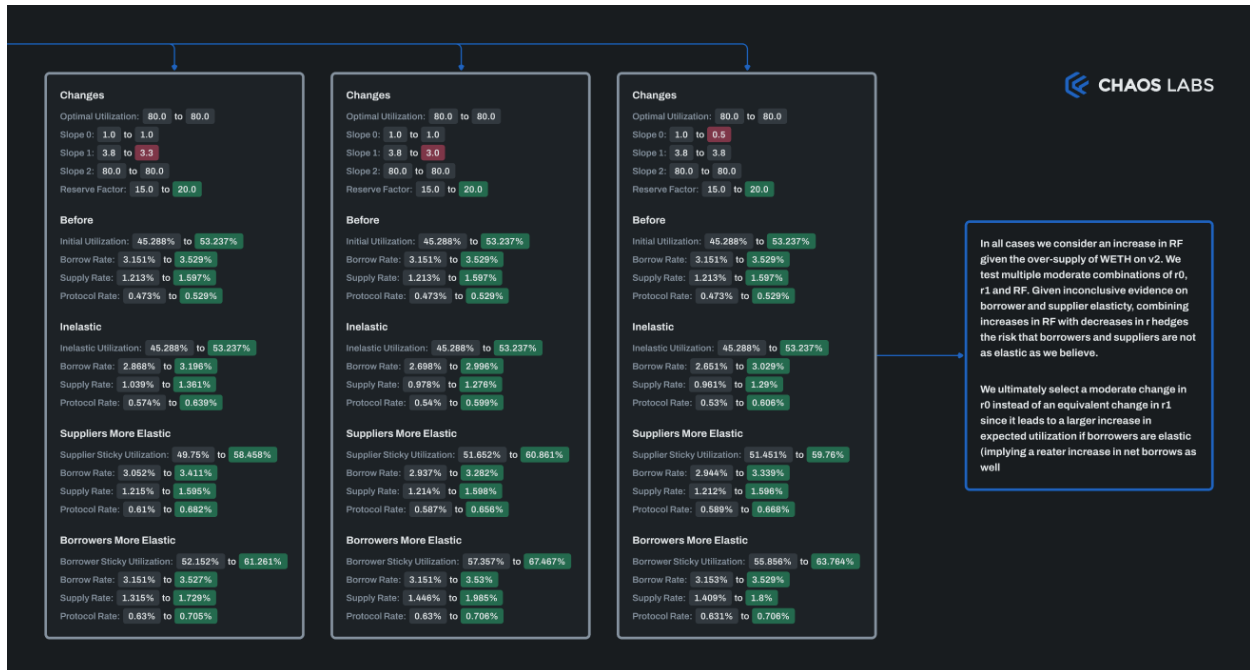 CHAOS LABS
Changes
Optimal Utilization: 80.0 to 80.0
Slope 0: 1.0 to 1.0
Slope 1: 3.8 to 3.3
Slope 2: 80.0 to 80.0
Reserve Factor: 15.0 to 20.0
Before
Initial Utilization: 45.288% to 53.237%
Borrow Rate: 3.151% to 3.529%
Supply Rate: 1.213% to 1.597%
Protocol Rate: 0.473% to 0.529%
Inelastic
Inelastic Utilization: 45.288% to 53.237%
Borrow Rate: 2.868% to 3.196%
Supply Rate: 1.039% to 1.361%
Protocol Rate: 0.574% to 0.639%
Suppliers More Elastic
Supplier Sticky Utilization: 49.75% to 58.458%
Borrow Rate: 3.052% to 3.411%
Supply Rate: 1.215% to 1.595%
Protocol Rate: 0.61% to 0.682%
Borrowers More Elastic
Borrower Sticky Utilization: 52.152% to 61.261%
Borrow Rate: 3.151% to 3.527%
Supply Rate: 1.315% to 1.729%
Protocol Rate: 0.63% to 0.705%
Changes
Optimal Utilization: 80.0 to 80.0
Slope 0: 1.0 to 1.0
Slope 1: 3.8 to 3.0
Slope 2: 80.0 to 80.0
Reserve Factor: 15.0 to 20.0
Before
Initial Utilization: 45.288% to 53.237%
Borrow Rate: 3.151% to 3.529%
Supply Rate: 1.213% to 1.597%
Protocol Rate: 0.473% to 0.529%
Inelastic
Inelastic Utilization: 45.288% to 53.237%
Borrow Rate: 2.698% to 2.996%
Supply Rate: 0.978% to 1.276%
Protocol Rate: 0.54% to 0.599%
Suppliers More Elastic
Supplier Sticky Utilization: 51.652% to 60.861%
Borrow Rate: 2.937% to 3.282%
Supply Rate: 1.214% to 1.598%
Protocol Rate: 0.587% to 0.656%
Borrowers More Elastic
Borrower Sticky Utilization: 57.357% to 67.467%
Borrow Rate: 3.151% to 3.53%
Supply Rate: 1.446% to 1.985%
Protocol Rate: 0.63% to 0.706%
Changes
Optimal Utilization: 80.0 to 80.0
Slope 0: 1.0 to 0.5
Slope 1: 3.8 to 3.8
Slope 2: 80.0 to 80.0
Reserve Factor: 15.0 to 20.0
Before
Initial Utilization: 45.288% to 53.237%
Borrow Rate: 3.151% to 3.529%
Supply Rate: 1.213% to 1.597%
Protocol Rate: 0.473% to 0.529%
Inelastic
Inelastic Utilization: 45.288% to 53.237%
Borrow Rate: 2.651% to 3.029%
Supply Rate: 0.961% to 1.29%
Protocol Rate: 0.53% to 0.606%
Suppliers More Elastic
Supplier Sticky Utilization: 51.451% to 59.76%
Borrow Rate: 2.944% to 3.339%
Supply Rate: 1.212% to 1.596%
Protocol Rate: 0.589% to 0.668%
Borrowers More Elastic
Borrower Sticky Utilization: 55.856% to 63.764%
Borrow Rate: 3.153% to 3.529%
Supply Rate: 1.409% to 1.8%
Protocol Rate: 0.631% to 0.706%
In all cases we consider an increase in RF
given the over-supply of WETH on v2. We
test multiple moderate combinations of r0,
r1 and RF. Given inconclusive evidence on
borrower and supplier elasticty, combining
increases in RF with decreases in r hedges
the risk that borrowers and suppliers are not
as elastic as we believe.
We ultimately select a moderate change in
r0 instead of an equivalent change in r1
since it leads to a larger increase in
expected utilization if borrowers are elastic
(implying a reater increase in net borrows as
well